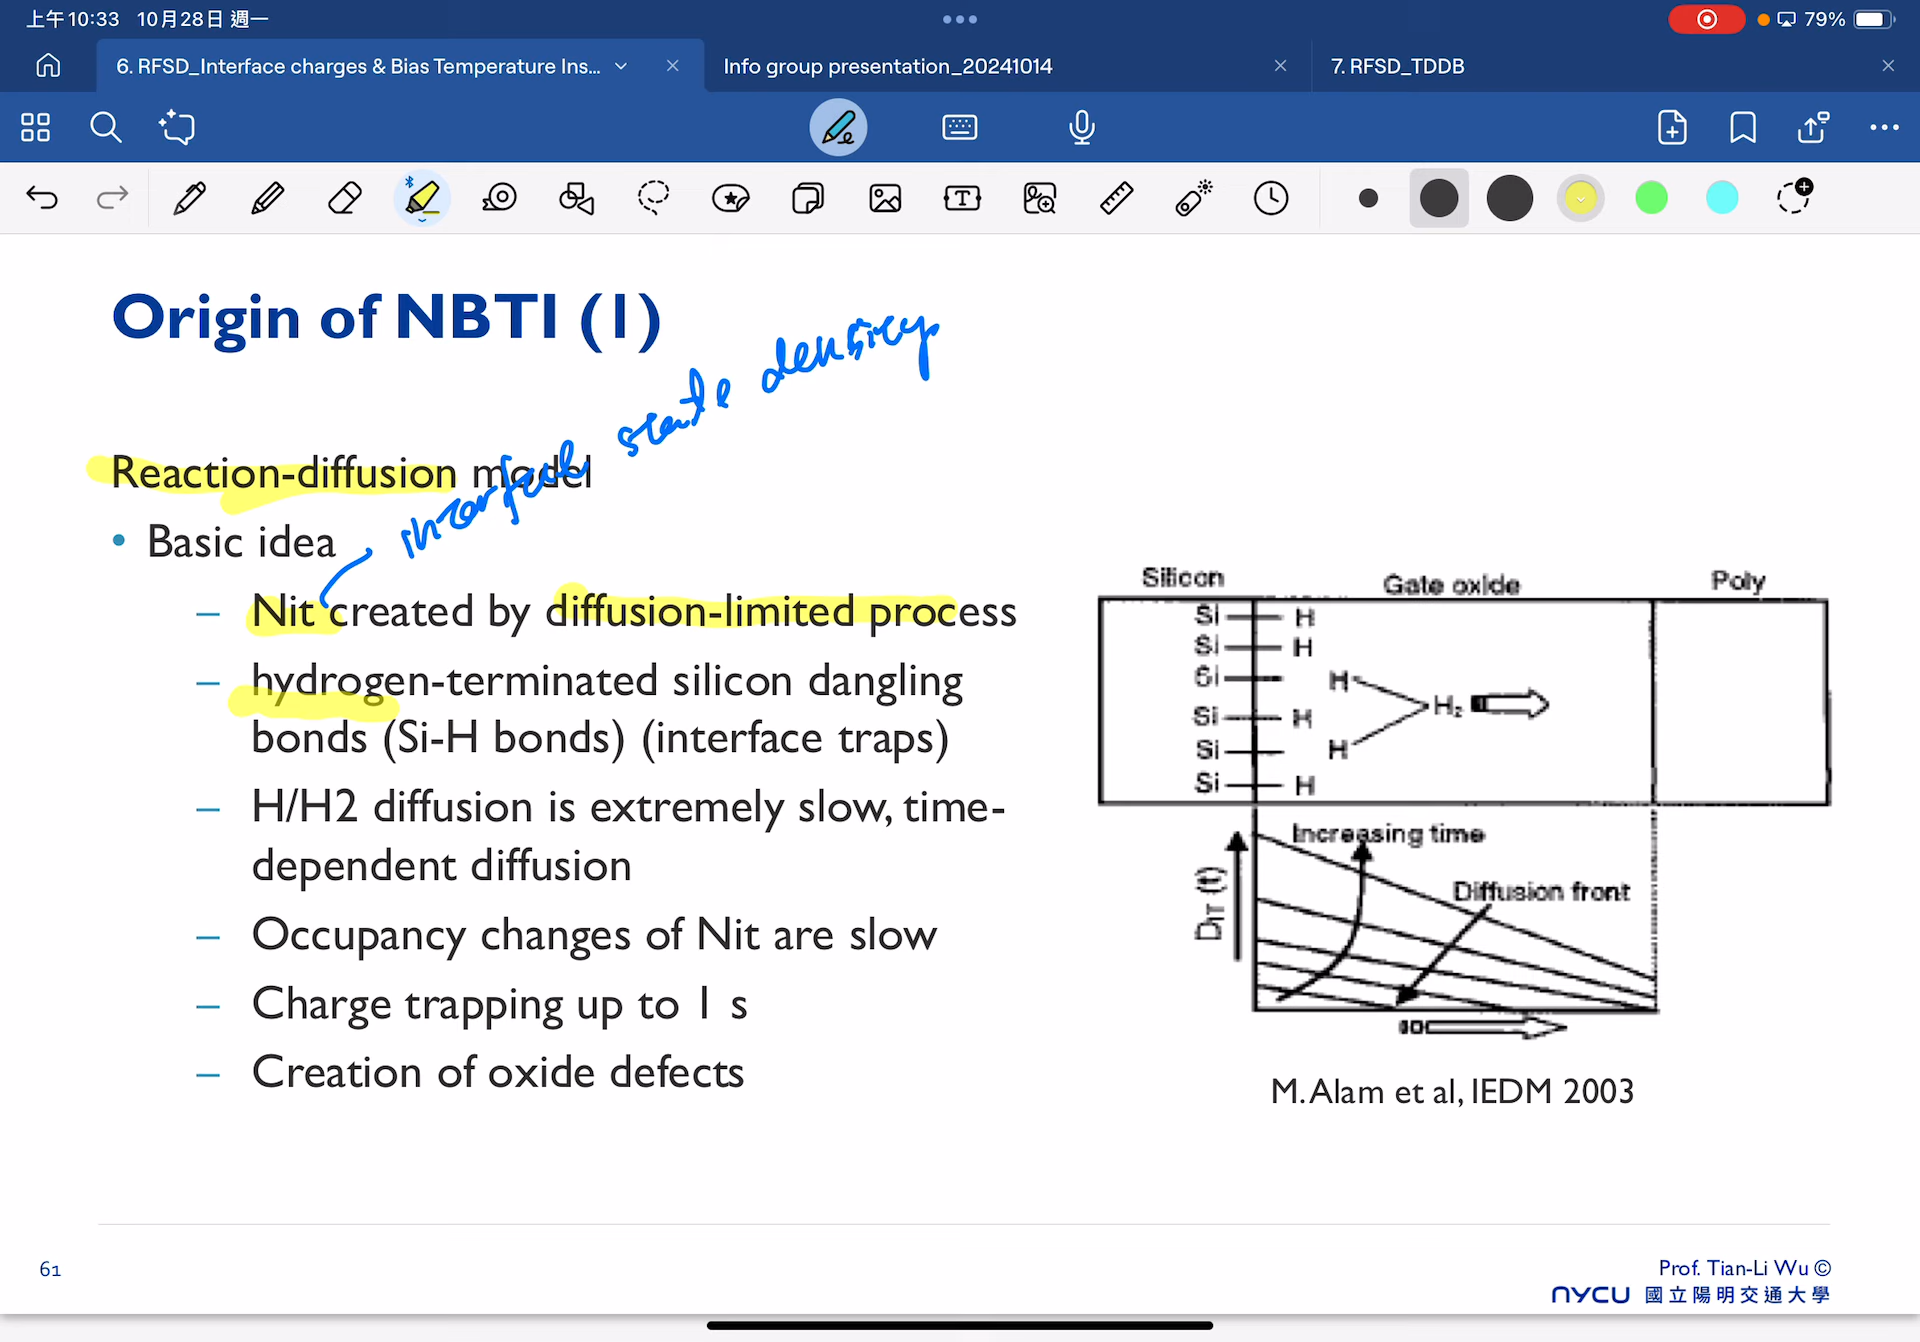 上午10:33 10月28日 週一
79%
6. RFSD_Interface charges & Bias Temperature Ins...
Info group presentation_20241014
7. RFSD_TDDB
Origin of NBTI (1)
interface state density
Reaction-diffusion model
• Basic idea
– Nit created by diffusion-limited process
– hydrogen-terminated silicon dangling
bonds (Si-H bonds) (interface traps)
– H/H2 diffusion is extremely slow, time-
dependent diffusion
– Occupancy changes of Nit are slow
– Charge trapping up to 1 s
– Creation of oxide defects
Silicon Gate oxide Poly
Si H
Si H
Si H
H2
Si H
Si H
Si H
Increasing time
Diffusion front
DIT (t)
M. Alam et al, IEDM 2003
61
Prof. Tian-Li Wu ©
NYCU 國立陽明交通大學